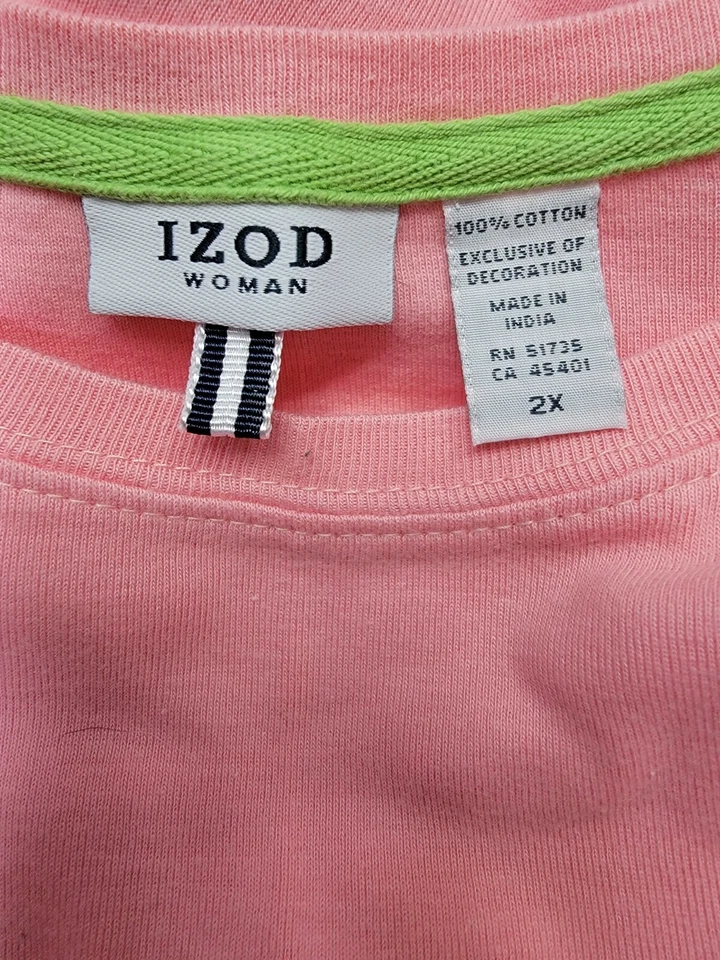 IZOD
WOMAN
100% COTTON
EXCLUSIVE OF
DECORATION
MADE IN
INDIA
RN 51735
CA 45401
2X